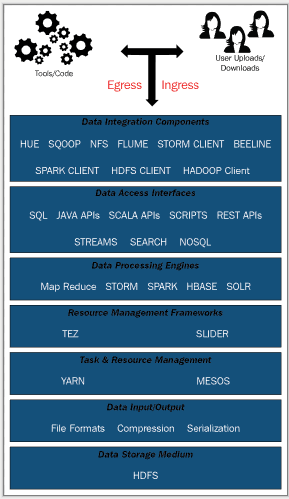 Tools/Code
User Uploads/
Downloads
Egress Ingress
Data Integration Components
HUE SQOOP NFS FLUME STORM CLIENT BEELINE
SPARK CLIENT HDFS CLIENT HADOOP Client
Data Access Interfaces
SQL JAVA APIs SCALA APIs SCRIPTS REST APIs
STREAMS SEARCH NOSQL
Data Processing Engines
Map Reduce STORM SPARK HBASE SOLR
Resource Management Frameworks
TEZ SLIDER
Task & Resource Management
YARN MESOS
Data Input/Output
File Formats Compression Serialization
Data Storage Medium
HDFS